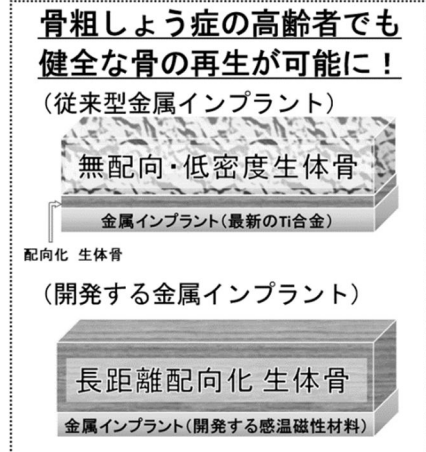 骨粗しょう症の高齢者でも
健全な骨の再生が可能に！
（従来型金属インプラント）
無配向・低密度生体骨
金属インプラント（最新のTi合金）
配向化 生体骨
（開発する金属インプラント）
長距離配向化 生体骨
金属インプラント（開発する感温磁性材料）